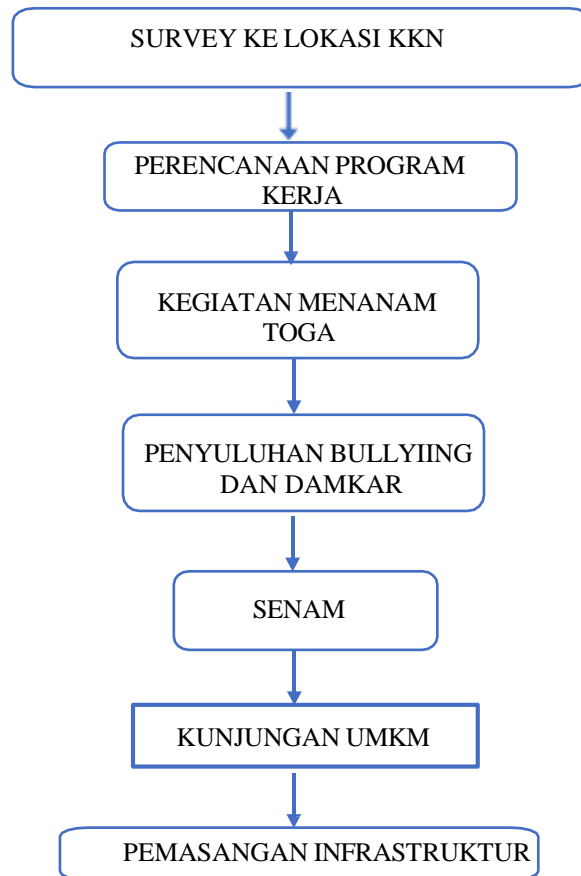 SURVEY KE LOKASI KKN
PERENCANAAN PROGRAM
KERJA
KEGIATAN MENANAM
TOGA
PENYULUHAN BULLYIING
DAN DAMKAR
SENAM
KUNJUNGAN UMKM
PEMASANGAN INFRASTRUKTUR